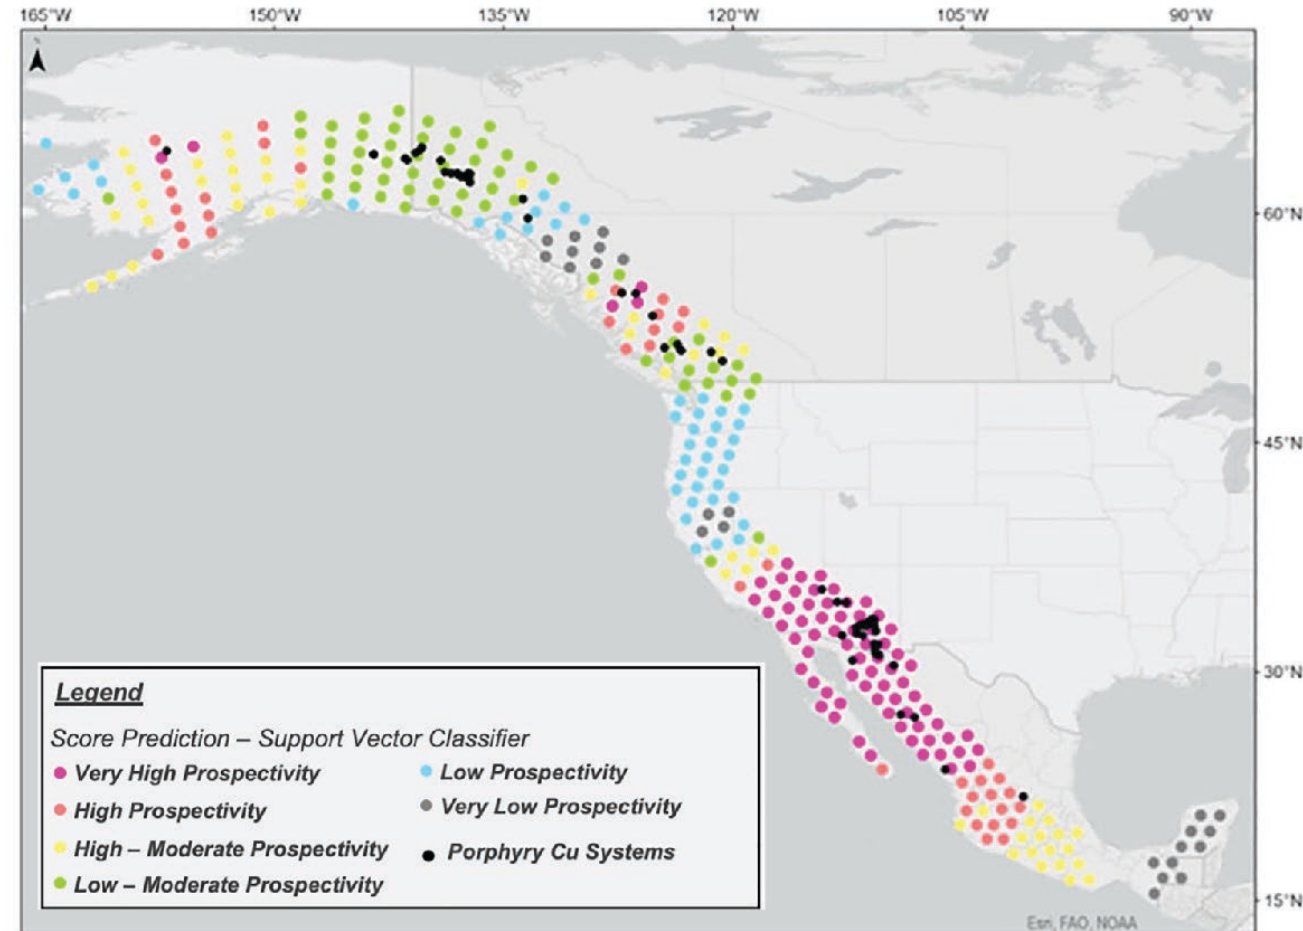 165°W 150°W 135°W 120°W 105°W 90°W
60°N
45°N
30°N
15°N
Legend
Score Prediction – Support Vector Classifier
Very High Prospectivity
High Prospectivity
High – Moderate Prospectivity
Low – Moderate Prospectivity
Low Prospectivity
Very Low Prospectivity
Porphyry Cu Systems
Esri, FAO, NOAA